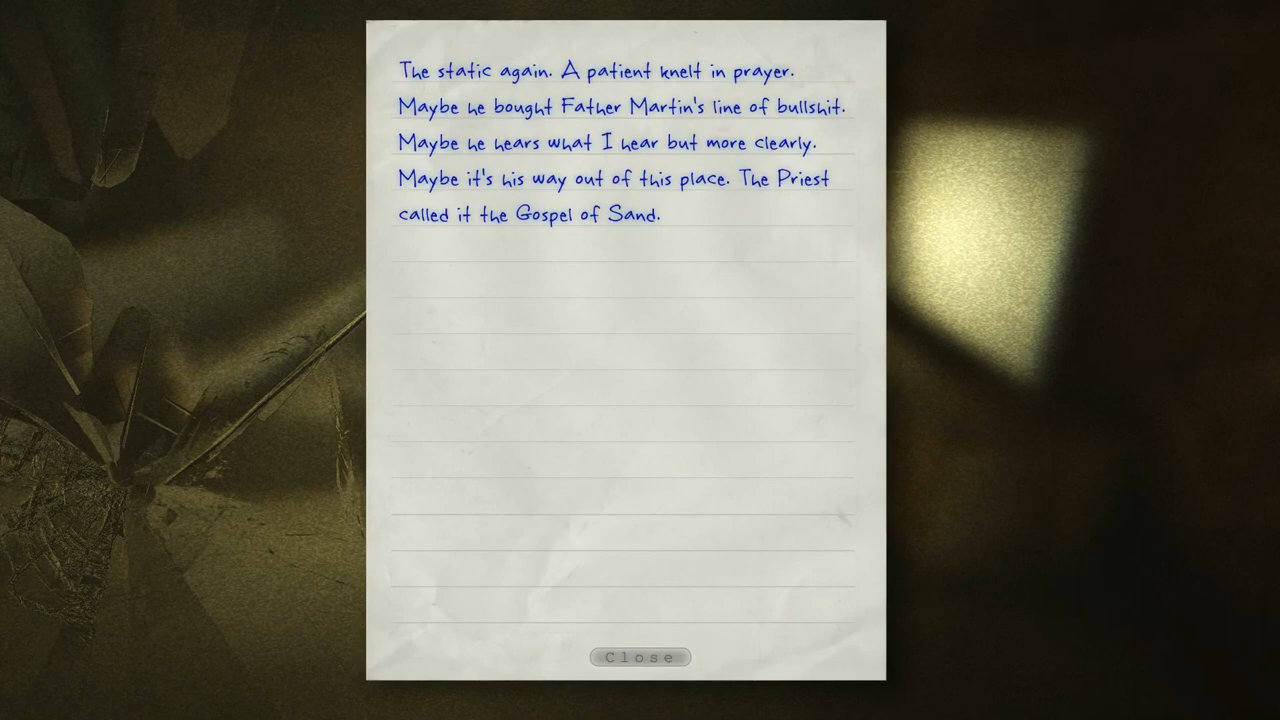 The static again. A patient knelt in prayer.
Maybe he bought Father Martin's line of bullshit.
Maybe he hears what I hear but more clearly.
Maybe it's his way out of this place. The Priest
called it the Gospel of Sand.
Close